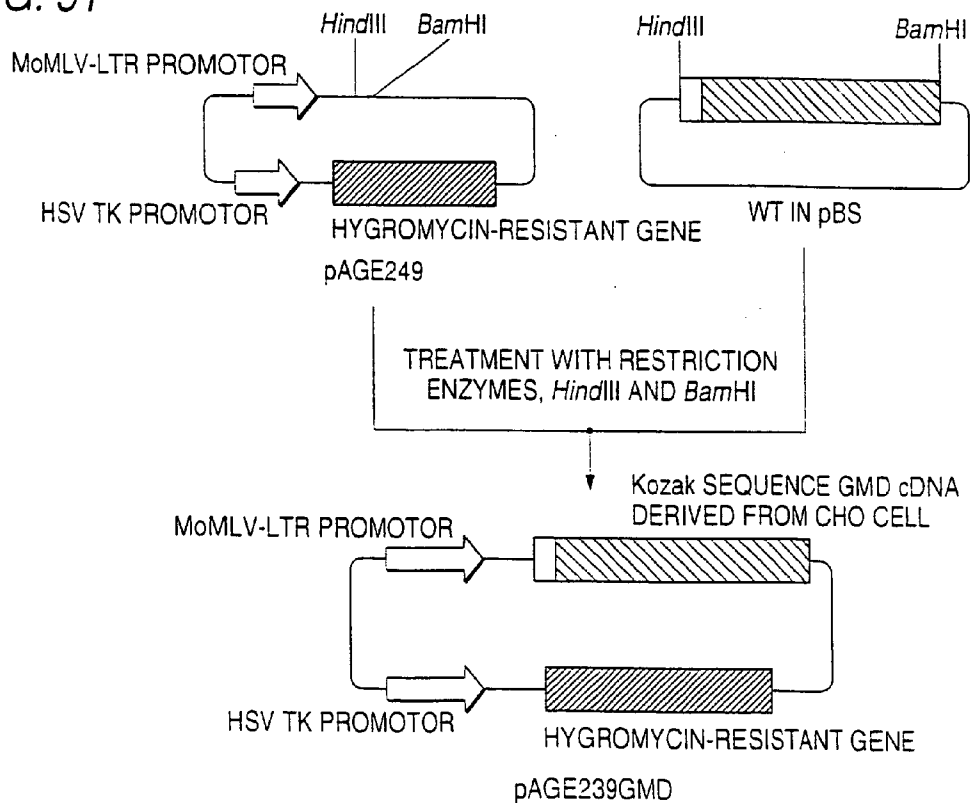 G. 37
HindIII BamHI HindIII BamHI
MoMLV-LTR PROMOTOR
HSV TK PROMOTOR
HYGROMYCIN-RESISTANT GENE
pAGE249
WT IN pBS
TREATMENT WITH RESTRICTION
ENZYMES, HindIII AND BamHI
Kozak SEQUENCE GMD cDNA
DERIVED FROM CHO CELL
MoMLV-LTR PROMOTOR
HSV TK PROMOTOR
HYGROMYCIN-RESISTANT GENE
pAGE239GMD